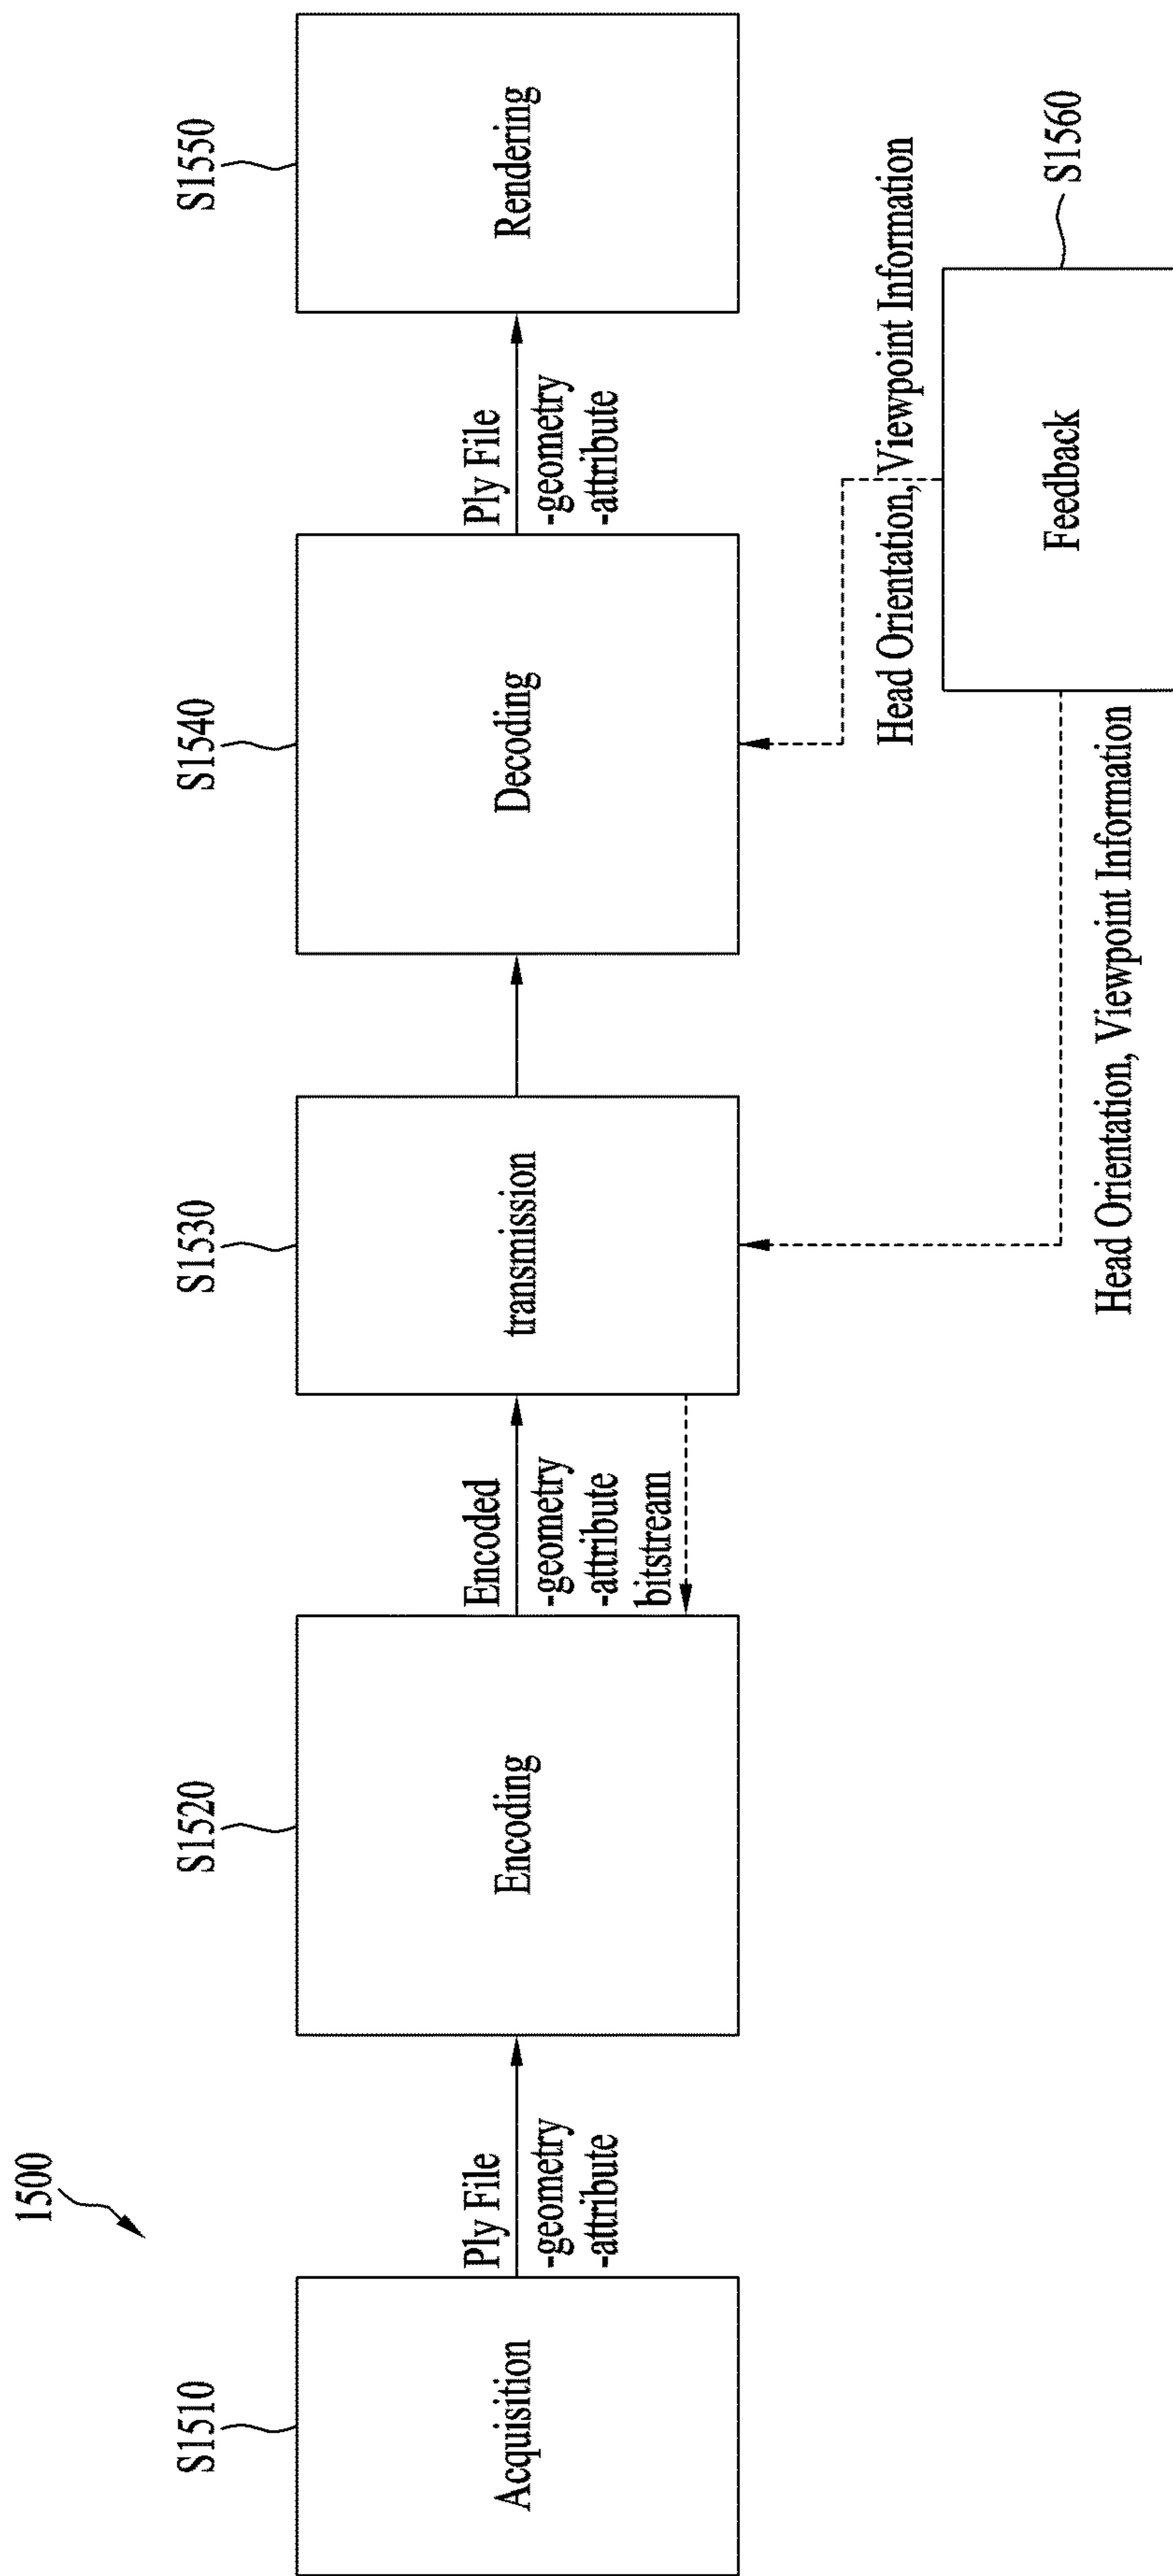 1500
S1510
Acquisition
Ply File
-geometry
-attribute
S1520
Encoding
Encoded
-geometry
-attribute
bitstream
S1530
transmission
S1540
Decoding
Ply File
-geometry
-attribute
S1550
Rendering
Head Orientation, Viewpoint Information
Head Orientation, Viewpoint Information
Feedback
S1560